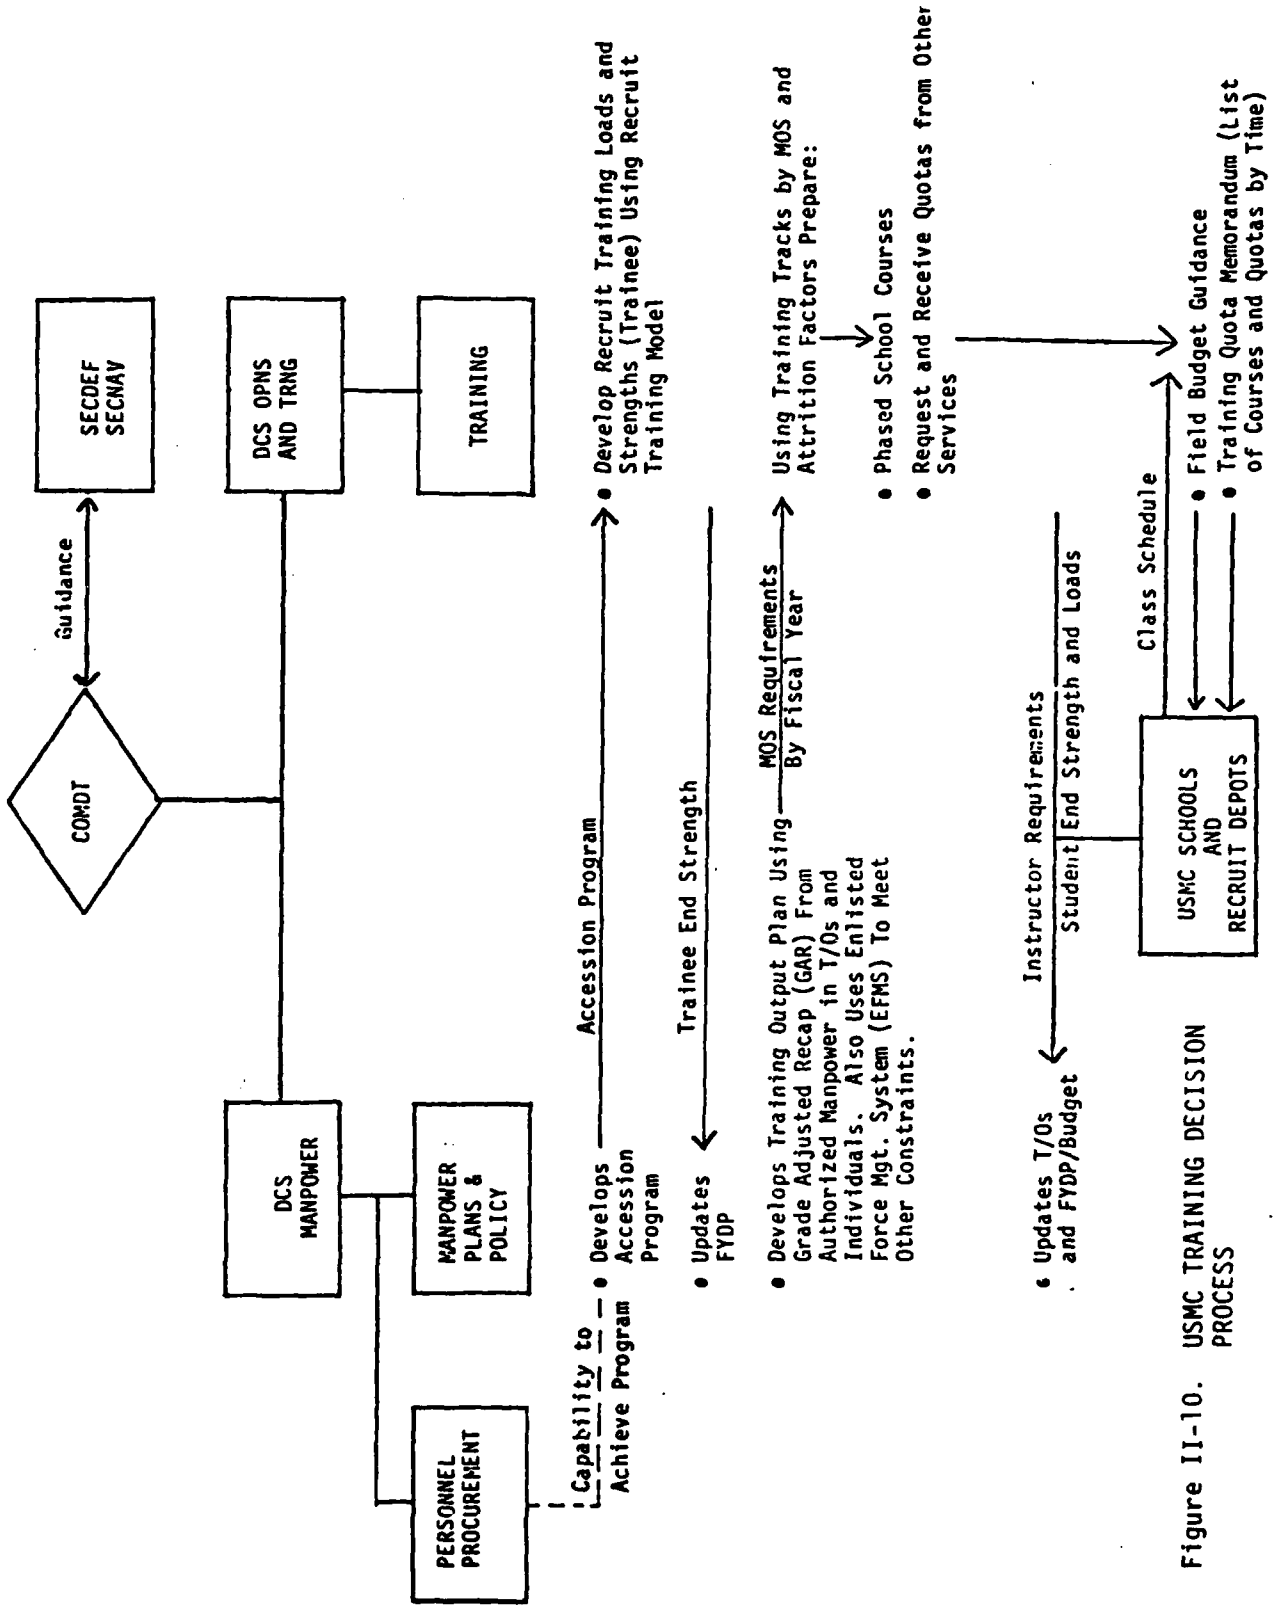 SECDEF
SECNAV
Guidance
COMDT
DCS OPNS
AND TRNG
DCS
MANPOWER
TRAINING
MANPOWER
PLANS &
POLICY
PERSONNEL
PROCUREMENT
Capability to
Achieve Program
● Develops
Accession
Program
Accession Program
● Develop Recruit Training Loads and
Strengths (Trainee) Using Recruit
Training Model
● Updates
FYDP
Trainee End Strength
● Develops Training Output Plan Using
Grade Adjusted Recap (GAR) From
Authorized Manpower in T/Os and
Individuals. Also Uses Enlisted
Force Mgt. System (EFMS) To Meet
Other Constraints.
MOS Requirements
By Fiscal Year
Using Training Tracks by MOS and
Attrition Factors Prepare:
● Phased School Courses
● Request and Receive Quotas from Other
Services
● Updates T/Os
and FYDP/Budget
Instructor Requirements
Student End Strength and Loads
USMC SCHOOLS
AND
RECRUIT DEPOTS
Class Schedule
● Field Budget Guidance
● Training Quota Memorandum (List
of Courses and Quotas by Time)
Figure II-10. USMC TRAINING DECISION
PROCESS